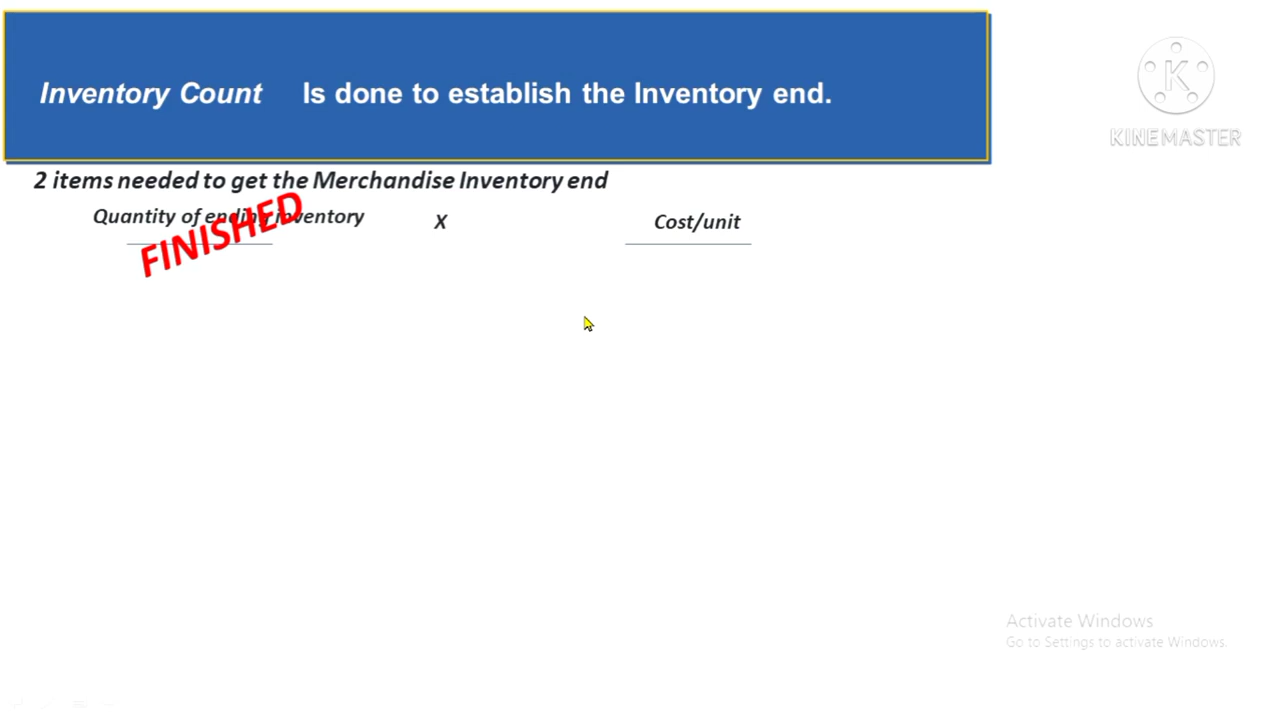 Inventory Count Is done to establish the Inventory end.
K
KINEMASTER
2 items needed to get the Merchandise Inventory end
Quantity of ending inventory X Cost/unit
FINISHED
Activate Windows
Go to Settings to activate Windows.